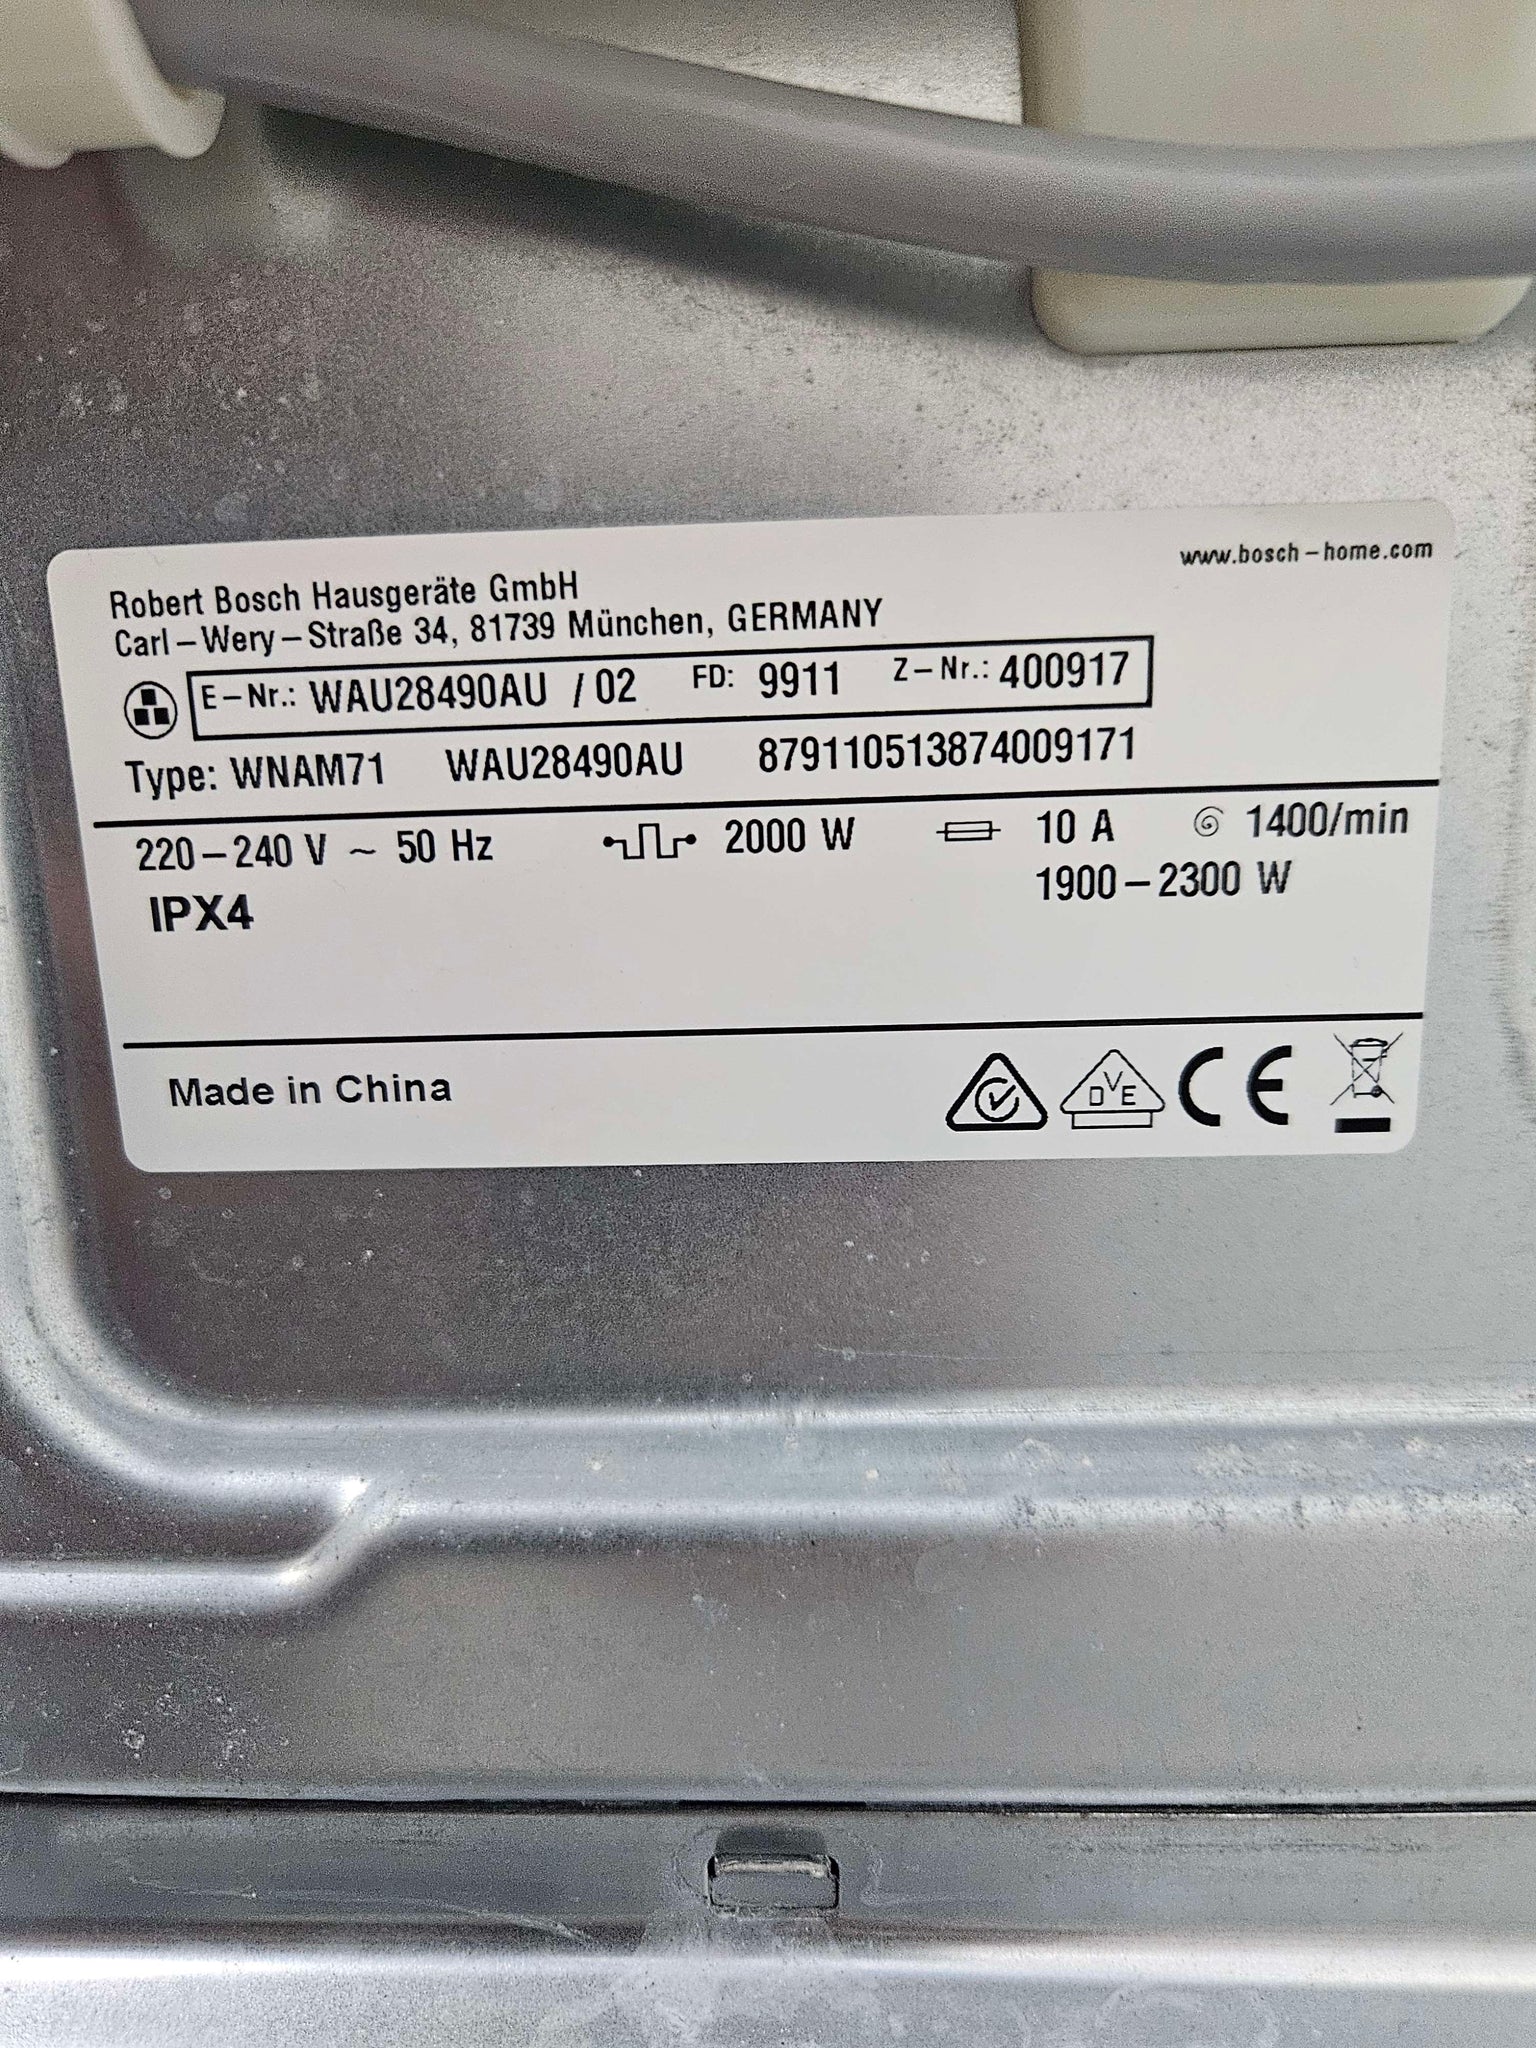 www.bosch-home.com
Robert Bosch Hausgeräte GmbH
Carl-Wery-Straße 34, 81739 München, GERMANY
E-Nr.: WAU28490AU /02 FD: 9911 Z-Nr.: 400917
Type: WNAM71 WAU28490AU 879110513874009171
220-240 V ~ 50 Hz 2000 W 10 A 1400/min
IPX4 1900-2300 W
Made in China DVE CE